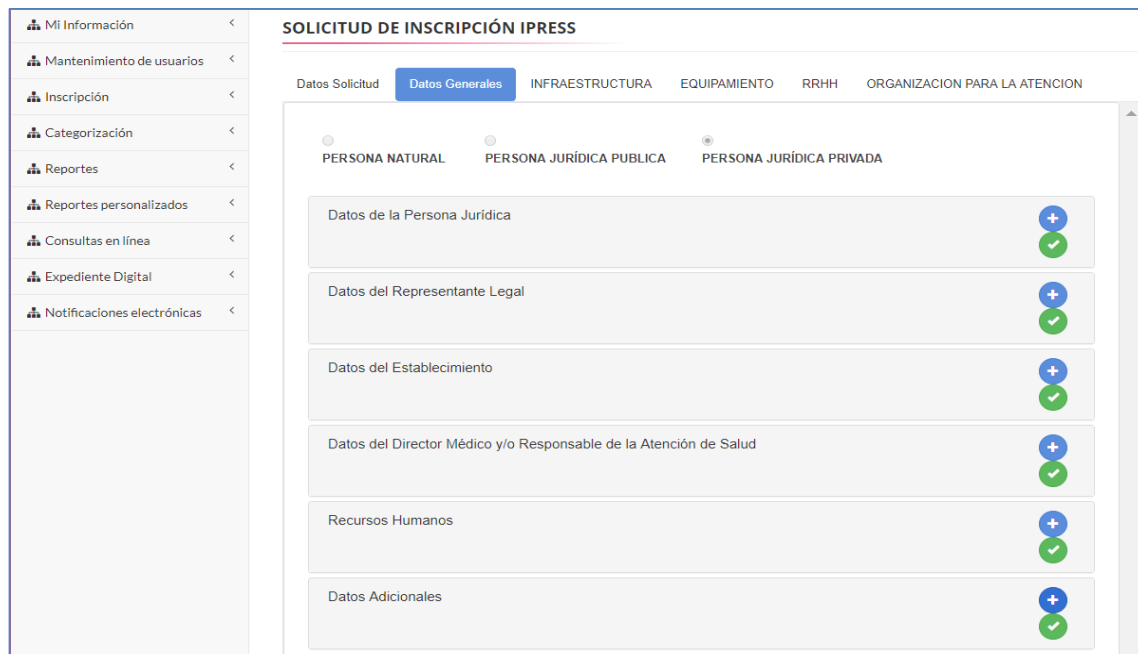 Mi Información
Mantenimiento de usuarios
Inscripción
Categorización
Reportes
Reportes personalizados
Consultas en línea
Expediente Digital
Notificaciones electrónicas
SOLICITUD DE INSCRIPCIÓN IPRESS
Datos Solicitud Datos Generales INFRAESTRUCTURA EQUIPAMIENTO RRHH ORGANIZACION PARA LA ATENCION
PERSONA NATURAL PERSONA JURÍDICA PUBLICA PERSONA JURÍDICA PRIVADA
Datos de la Persona Jurídica
Datos del Representante Legal
Datos del Establecimiento
Datos del Director Médico y/o Responsable de la Atención de Salud
Recursos Humanos
Datos Adicionales